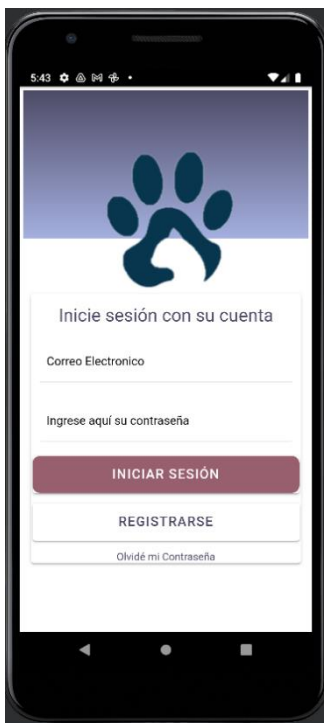 5:43
Inicie sesión con su cuenta
Correo Electronico
Ingrese aquí su contraseña
INICIAR SESIÓN
REGISTRARSE
Olvidé mi Contraseña